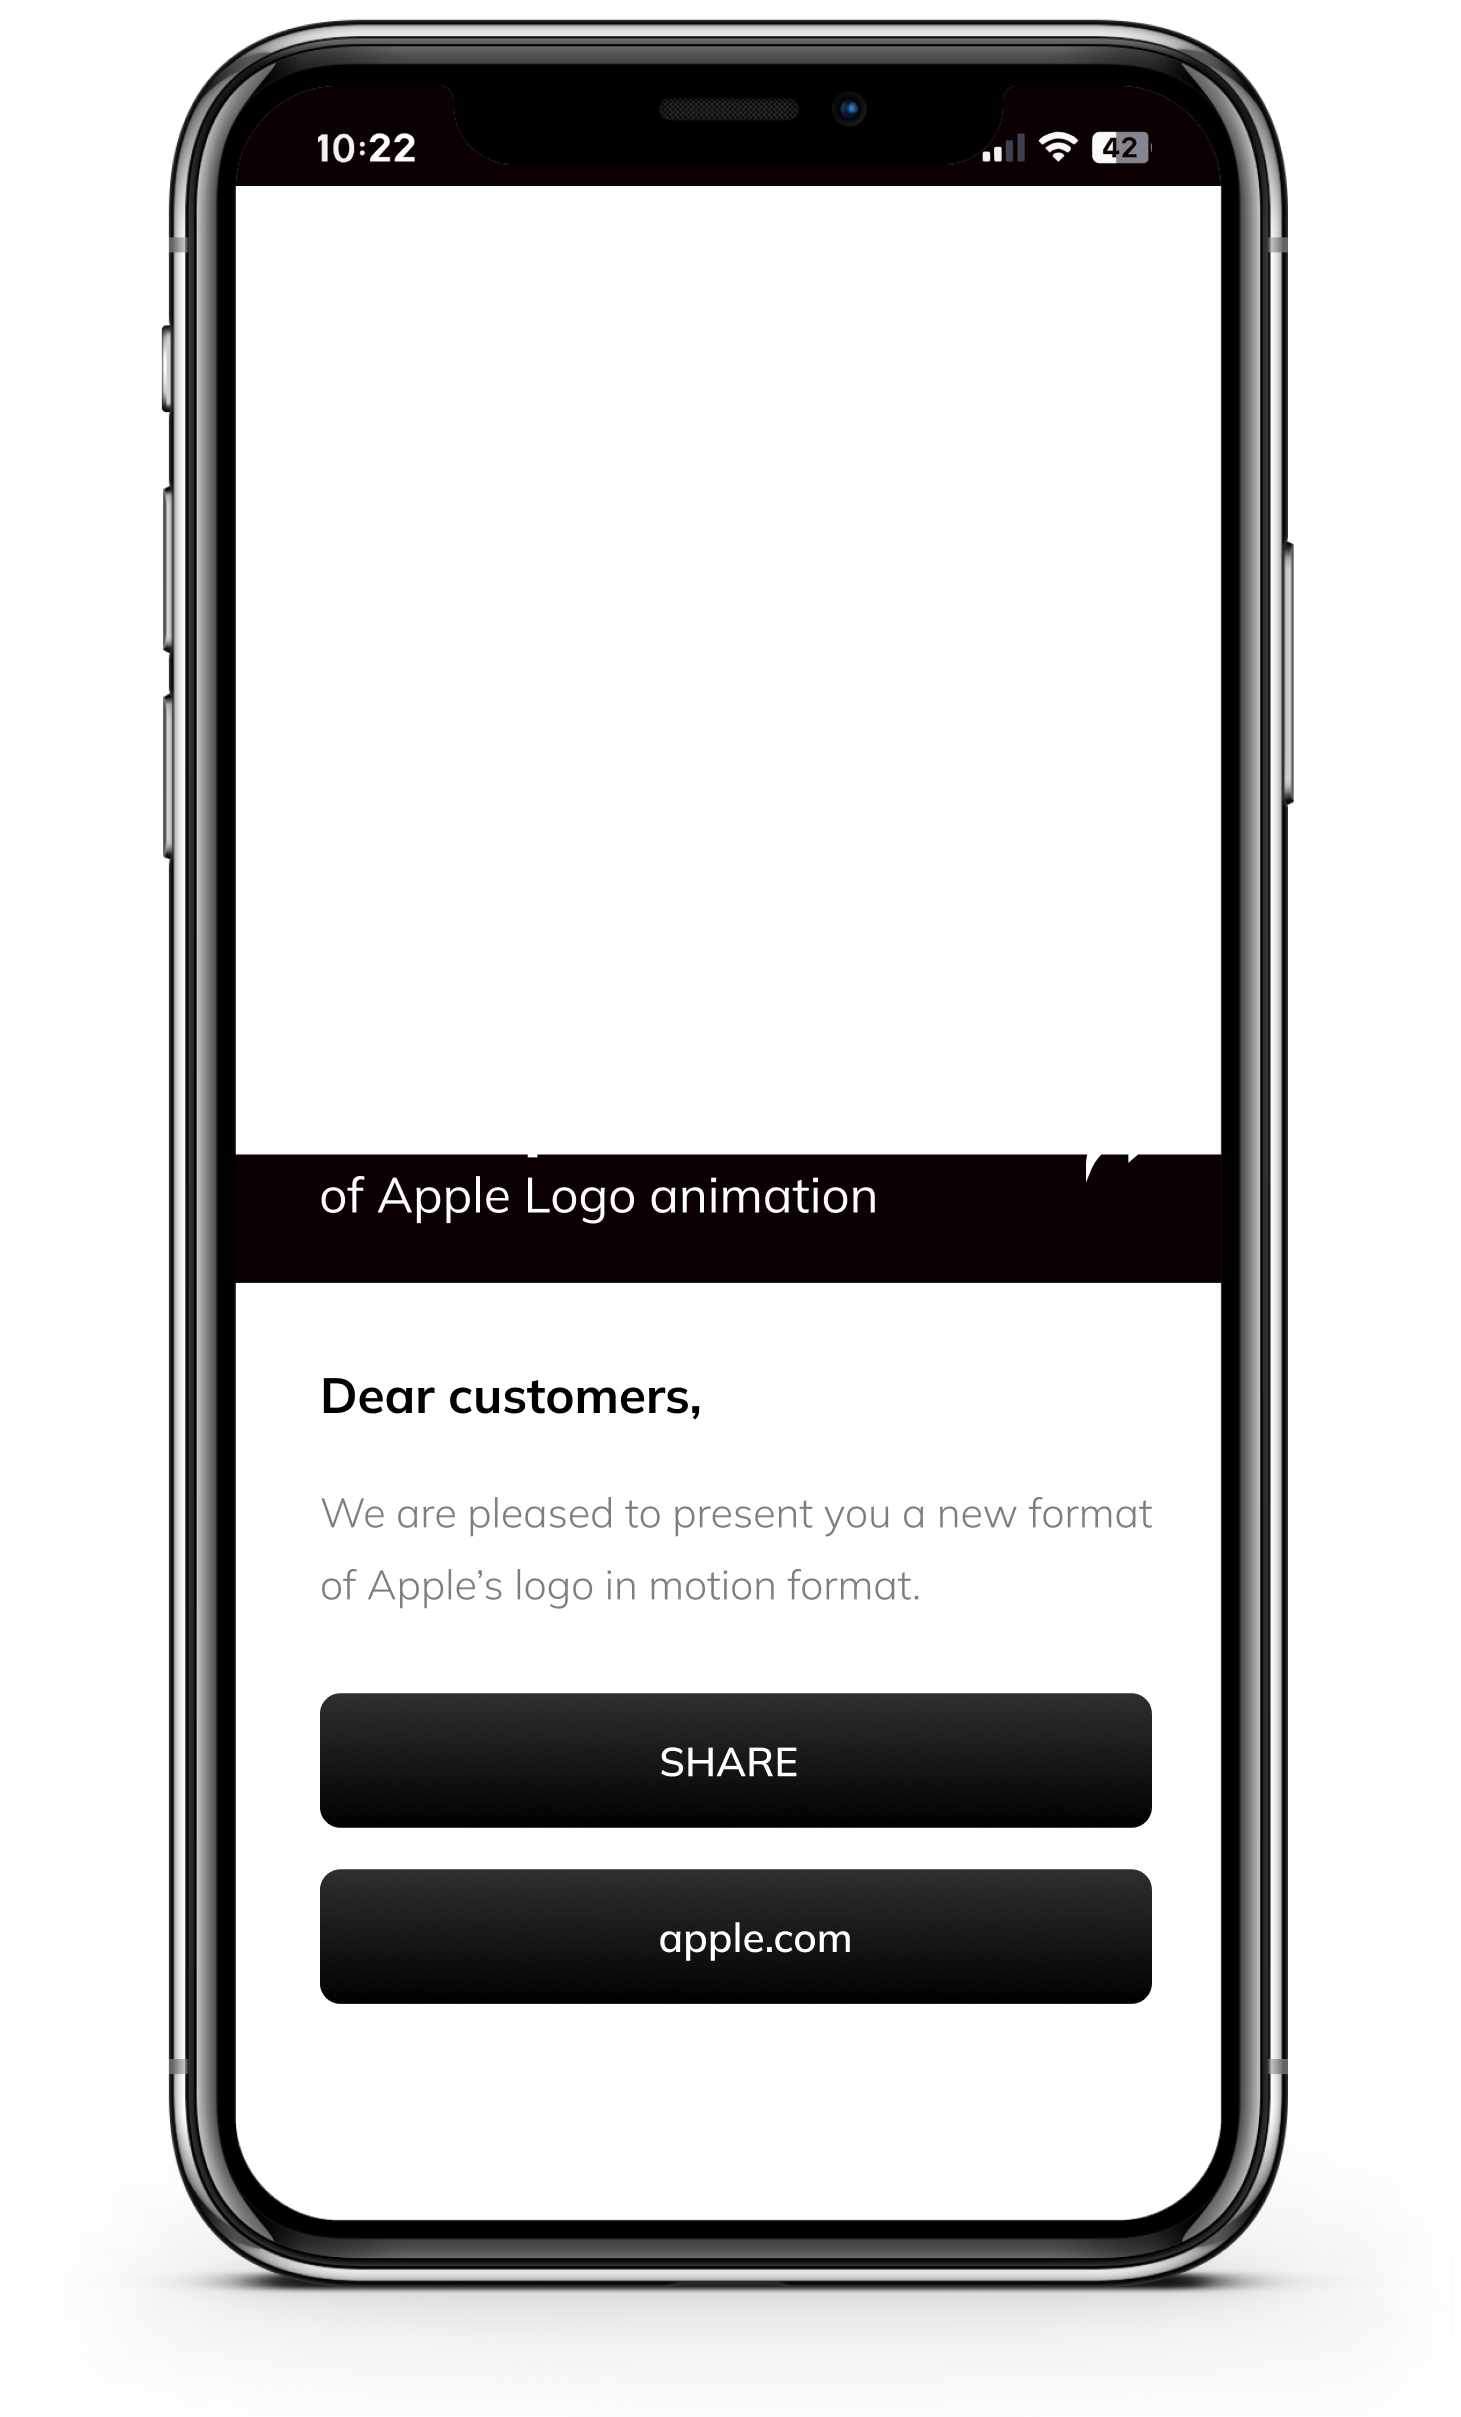 10:22
42
of Apple Logo animation
Dear customers,
We are pleased to present you a new format
of Apple’s logo in motion format.
SHARE
apple.com